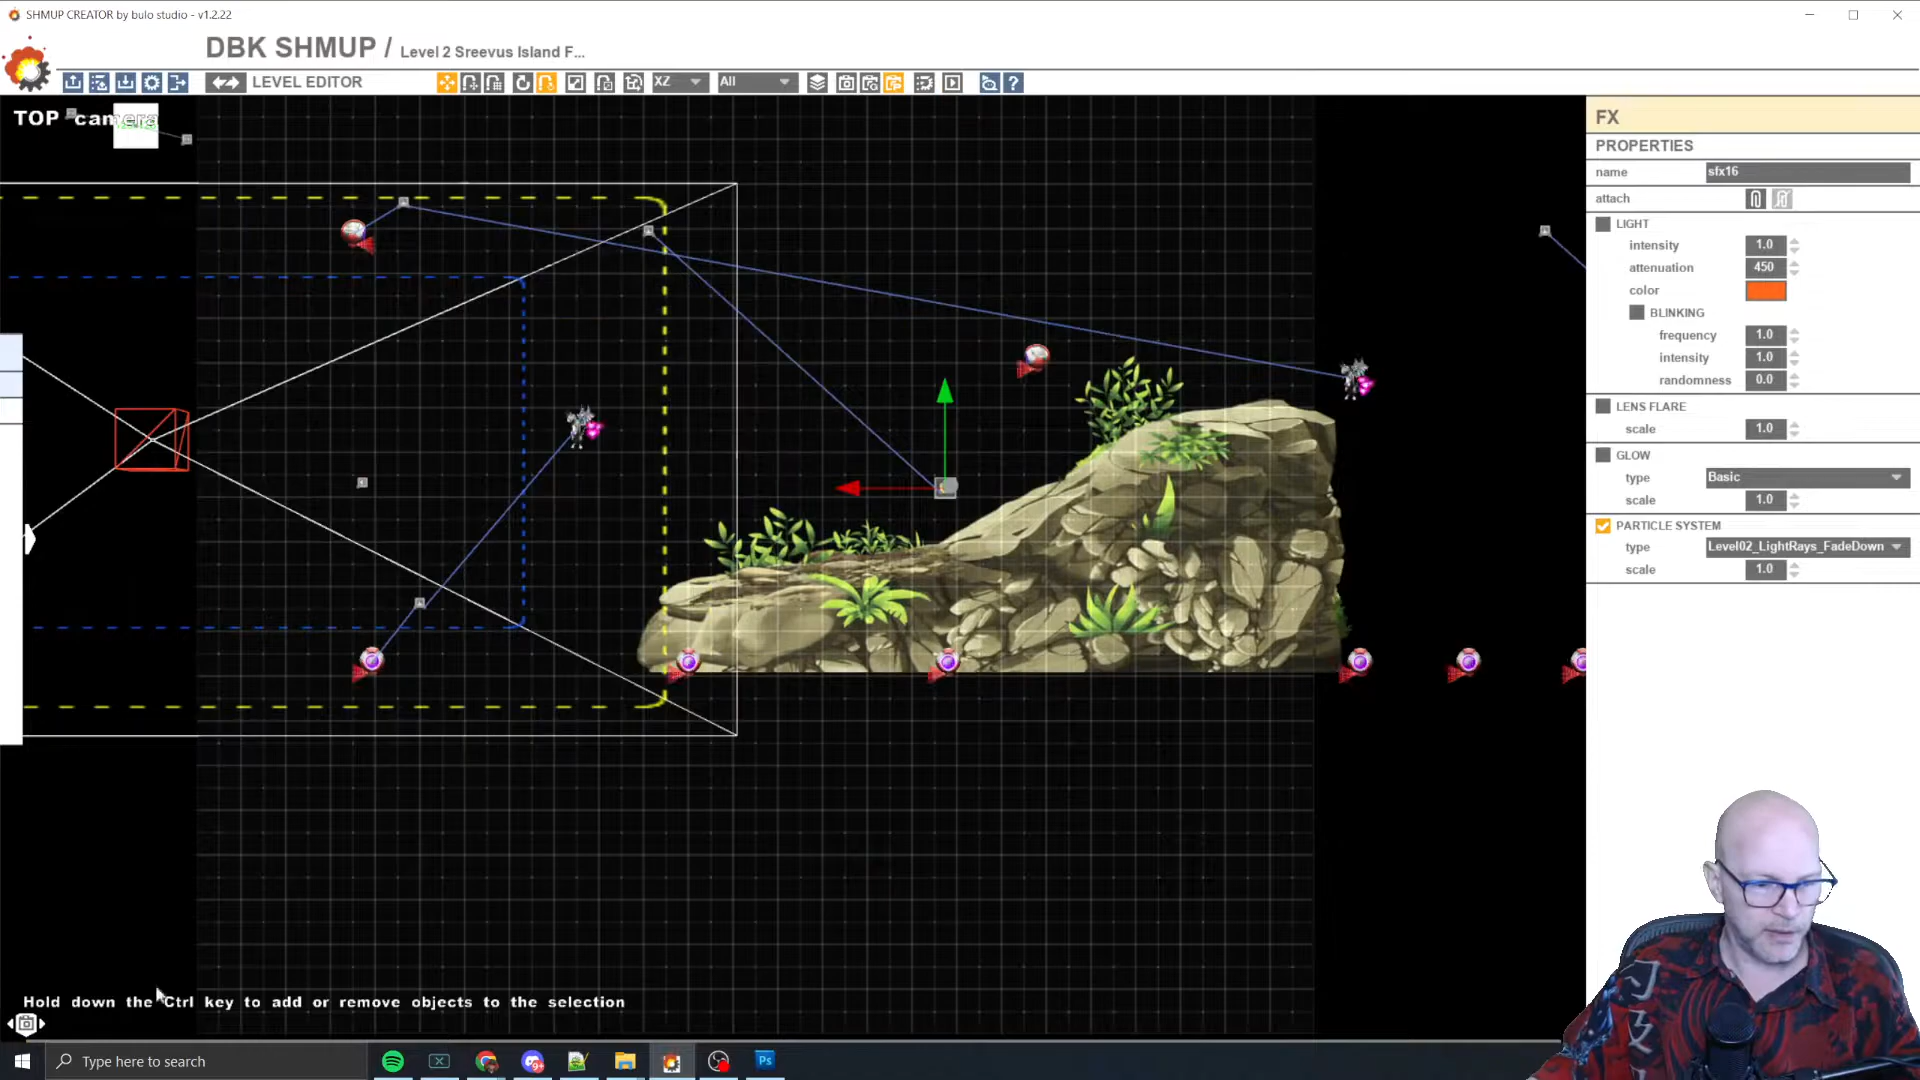 SHMUP CREATOR by bulo studio - v1.2.22
DBK SHMUP / Level 2 Sreevus Island F...
LEVEL EDITOR
XZ
All
?
TOP camera
FX
PROPERTIES
name
sfx16
attach
LIGHT
intensity
1.0
attenuation
450
color
BLINKING
frequency
1.0
intensity
1.0
randomness
0.0
LENS FLARE
scale
1.0
GLOW
type
Basic
scale
1.0
PARTICLE SYSTEM
type
Level02_LightRays_FadeDown
scale
1.0
Hold down the Ctrl key to add or remove objects to the selection
Type here to search
Ps